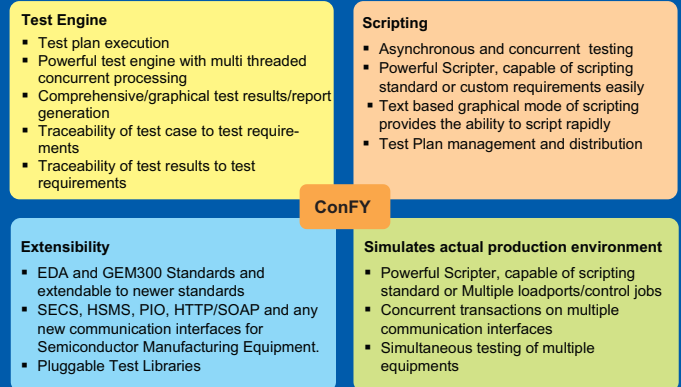 Test Engine
▪ Test plan execution
▪ Powerful test engine with multi threaded
concurrent processing
▪ Comprehensive/graphical test results/report
generation
▪ Traceability of test case to test require-
ments
▪ Traceability of test results to test
requirements
Scripting
▪ Asynchronous and concurrent testing
▪ Powerful Scripter, capable of scripting
standard or custom requirements easily
▪ Text based graphical mode of scripting
provides the ability to script rapidly
▪ Test Plan management and distribution
ConFY
Extensibility
▪ EDA and GEM300 Standards and
extendable to newer standards
▪ SECS, HSMS, PIO, HTTP/SOAP and any
new communication interfaces for
Semiconductor Manufacturing Equipment.
▪ Pluggable Test Libraries
Simulates actual production environment
▪ Powerful Scripter, capable of scripting
standard or Multiple loadports/control jobs
▪ Concurrent transactions on multiple
communication interfaces
▪ Simultaneous testing of multiple
equipments